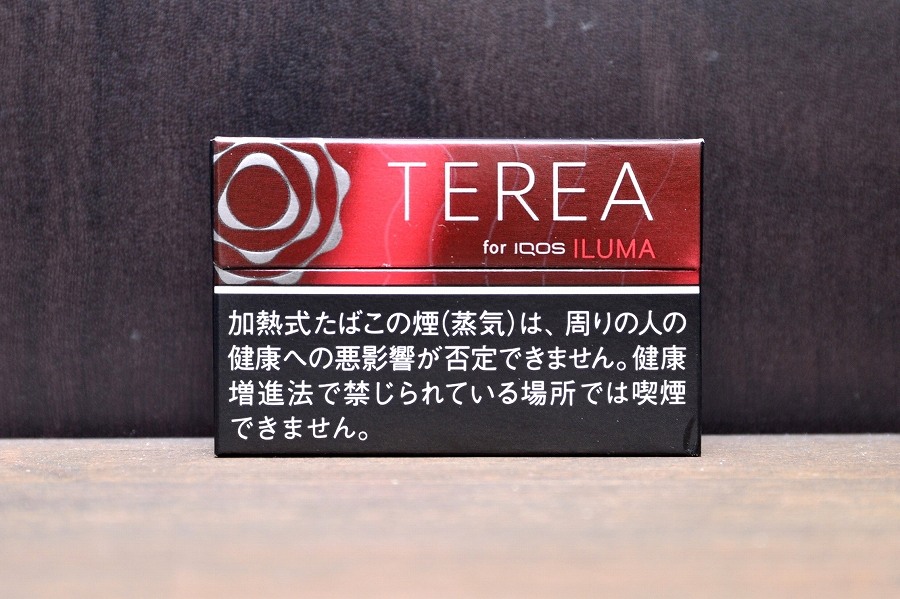 TEREA
for IQOS ILUMA
加熱式たばこの煙(蒸気)は、周りの人の
健康への悪影響が否定できません。健康
増進法で禁じられている場所では喫煙
できません。